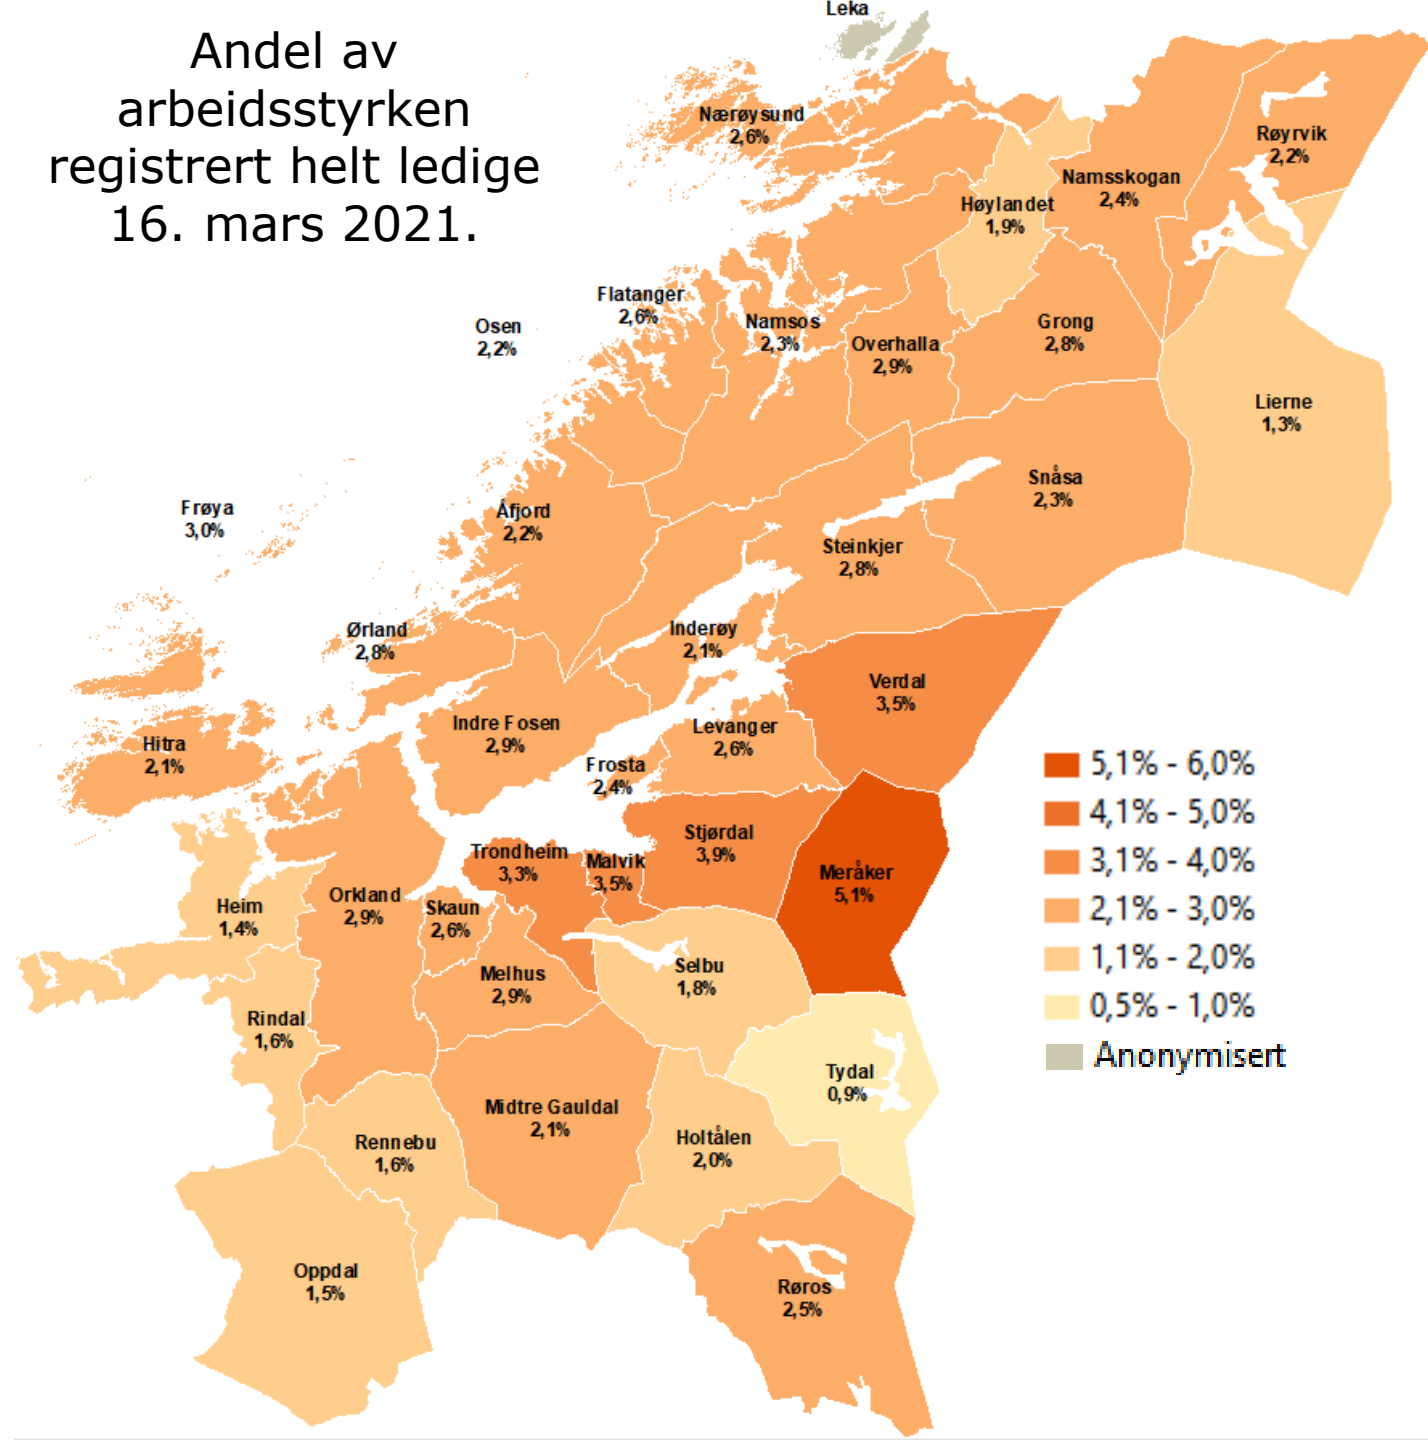 Andel av
arbeidsstyrken
registrert helt ledige
16. mars 2021.
Leka
Nærøysund
2,6%
Røyrvik
2,2%
Namsskogan
2,4%
Høylandet
1,9%
Flatanger
2,6%
Osen
2,2%
Namsos
2,3%
Overhalla
2,9%
Grong
2,8%
Lierne
1,3%
Snåsa
2,3%
Frøya
3,0%
Åfjord
2,2%
Steinkjer
2,8%
Ørland
2,8%
Inderøy
2,1%
Verdal
3,5%
Indre Fosen
2,9%
Levanger
2,6%
Hitra
2,1%
Frosta
2,4%
Stjørdal
3,9%
Trondheim
3,3%
Malvik
3,5%
Meråker
5,1%
Orkland
2,9%
Skaun
2,6%
Heim
1,4%
Melhus
2,9%
Selbu
1,8%
Rindal
1,6%
Tydal
0,9%
Midtre Gauldal
2,1%
Rennebu
1,6%
Holtålen
2,0%
Oppdal
1,5%
Røros
2,5%
5,1% - 6,0%
4,1% - 5,0%
3,1% - 4,0%
2,1% - 3,0%
1,1% - 2,0%
0,5% - 1,0%
Anonymisert